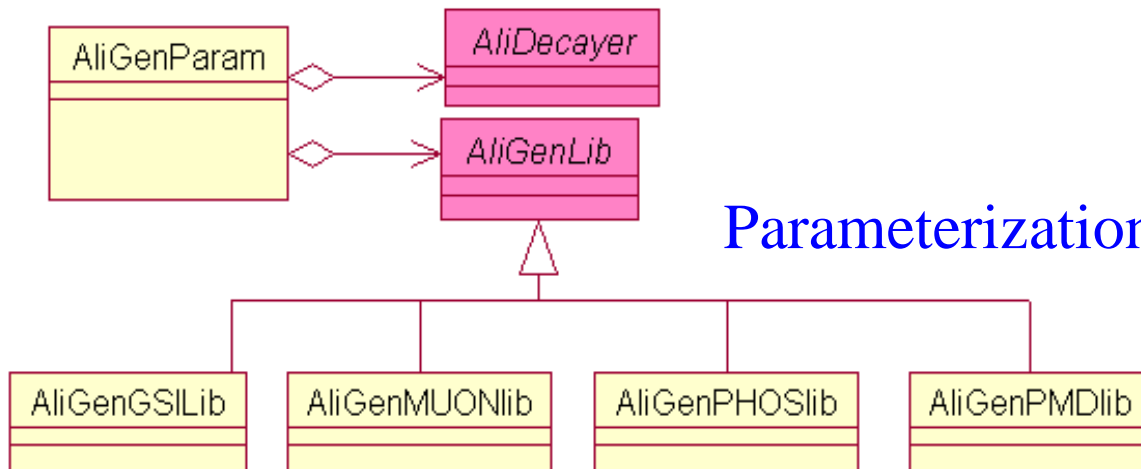 AliGenParam
AliDecayer
AliGenLib
Parameterization
AliGenGSILib
AliGenMUONlib
AliGenPHOSlib
AliGenPMDlib